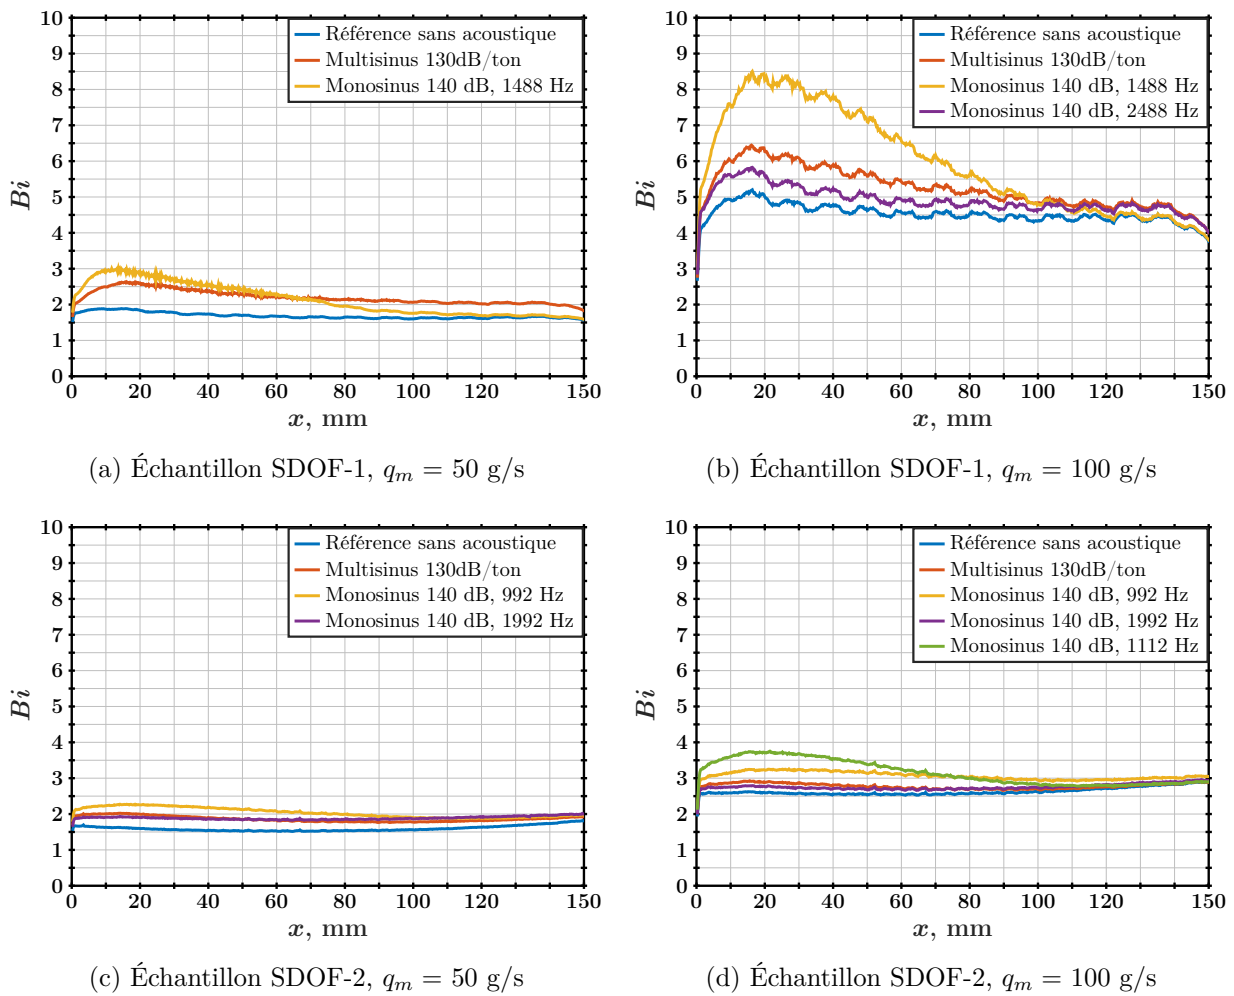 10
9
8
7
6
5
4
3
2
1
0
Bi
Référence sans acoustique
Multisinus 130dB/ton
Monosinus 140 dB, 1488 Hz
0 20 40 60 80 100 120 150
x, mm
(a) Échantillon SDOF-1, q_m = 50 g/s
10
9
8
7
6
5
4
3
2
1
0
Bi
Référence sans acoustique
Multisinus 130dB/ton
Monosinus 140 dB, 1488 Hz
Monosinus 140 dB, 2488 Hz
0 20 40 60 80 100 120 150
x, mm
(b) Échantillon SDOF-1, q_m = 100 g/s
10
9
8
7
6
5
4
3
2
1
0
Bi
Référence sans acoustique
Multisinus 130dB/ton
Monosinus 140 dB, 992 Hz
Monosinus 140 dB, 1992 Hz
0 20 40 60 80 100 120 150
x, mm
(c) Échantillon SDOF-2, q_m = 50 g/s
10
9
8
7
6
5
4
3
2
1
0
Bi
Référence sans acoustique
Multisinus 130dB/ton
Monosinus 140 dB, 992 Hz
Monosinus 140 dB, 1992 Hz
Monosinus 140 dB, 1112 Hz
0 20 40 60 80 100 120 150
x, mm
(d) Échantillon SDOF-2, q_m = 100 g/s